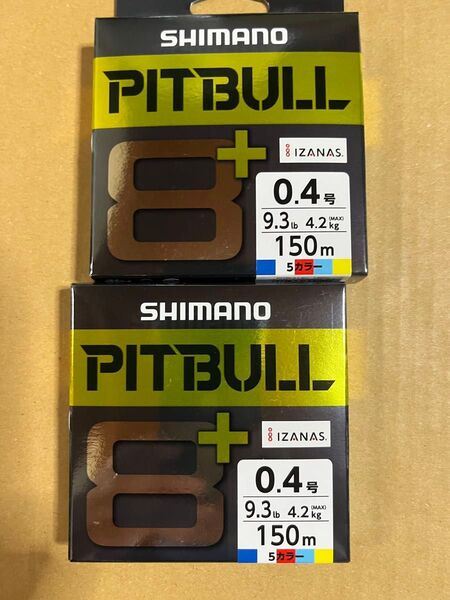 SHIMANO
PITBULL
8+
IZANAS
0.4号
9.3lb 4.2kg(MAX)
150m
5カラー
SHIMANO
PITBULL
8+
IZANAS
0.4号
9.3lb 4.2kg(MAX)
150m
5カラー